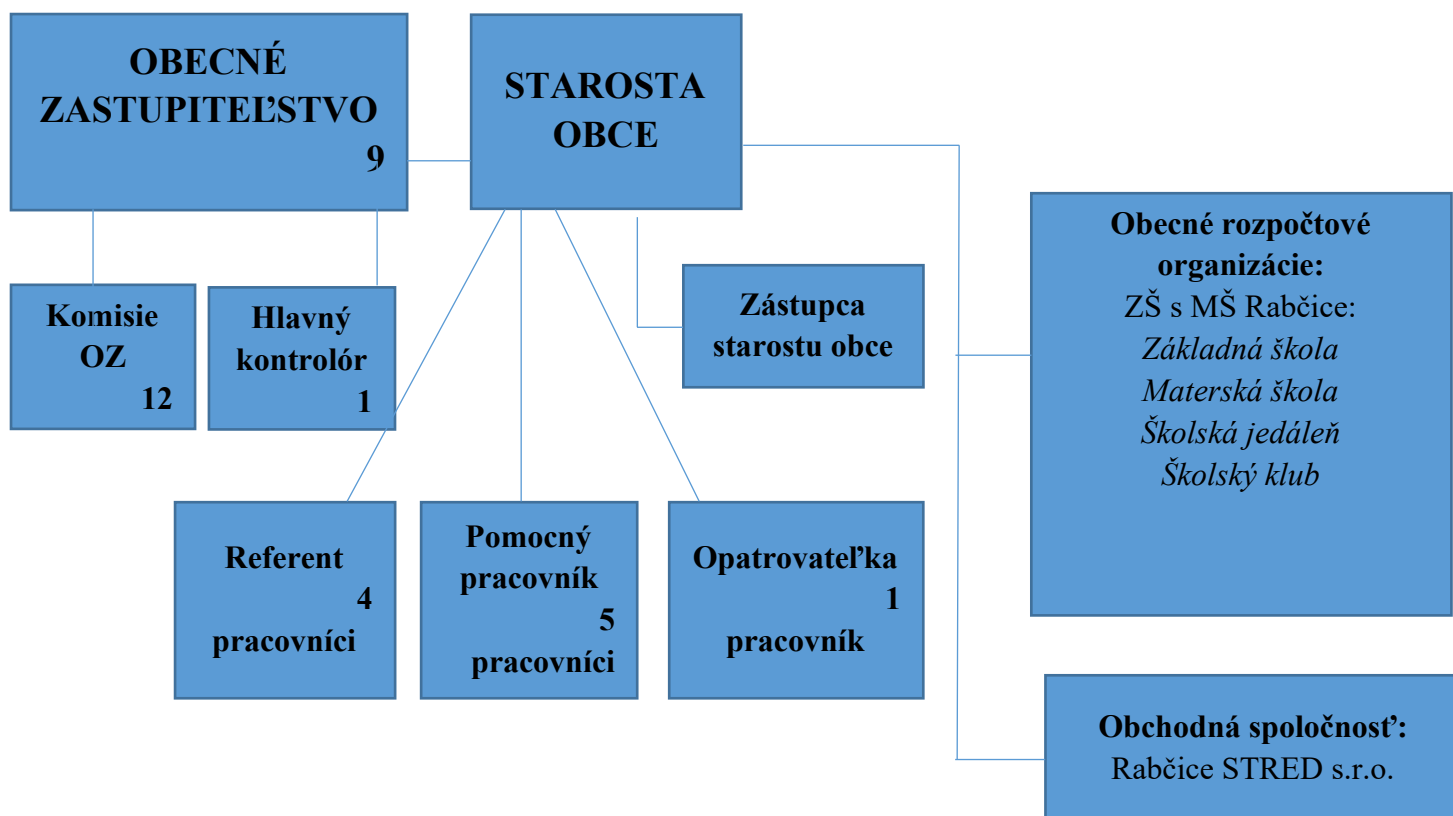 OBECNÉ
ZASTUPITEĽSTVO
9
STAROSTA
OBCE
Komisie
OZ
12
Hlavný
kontrolór
1
Zástupca
starostu obce
Obecné rozpočtové
organizácie:
ZŠ s MŠ Rabčice:
Základná škola
Materská škola
Školská jedáleň
Školský klub
Referent
4
pracovníci
Pomocný
pracovník
5
pracovníci
Opatrovateľka
1
pracovník
Obchodná spoločnosť:
Rabčice STRED s.r.o.